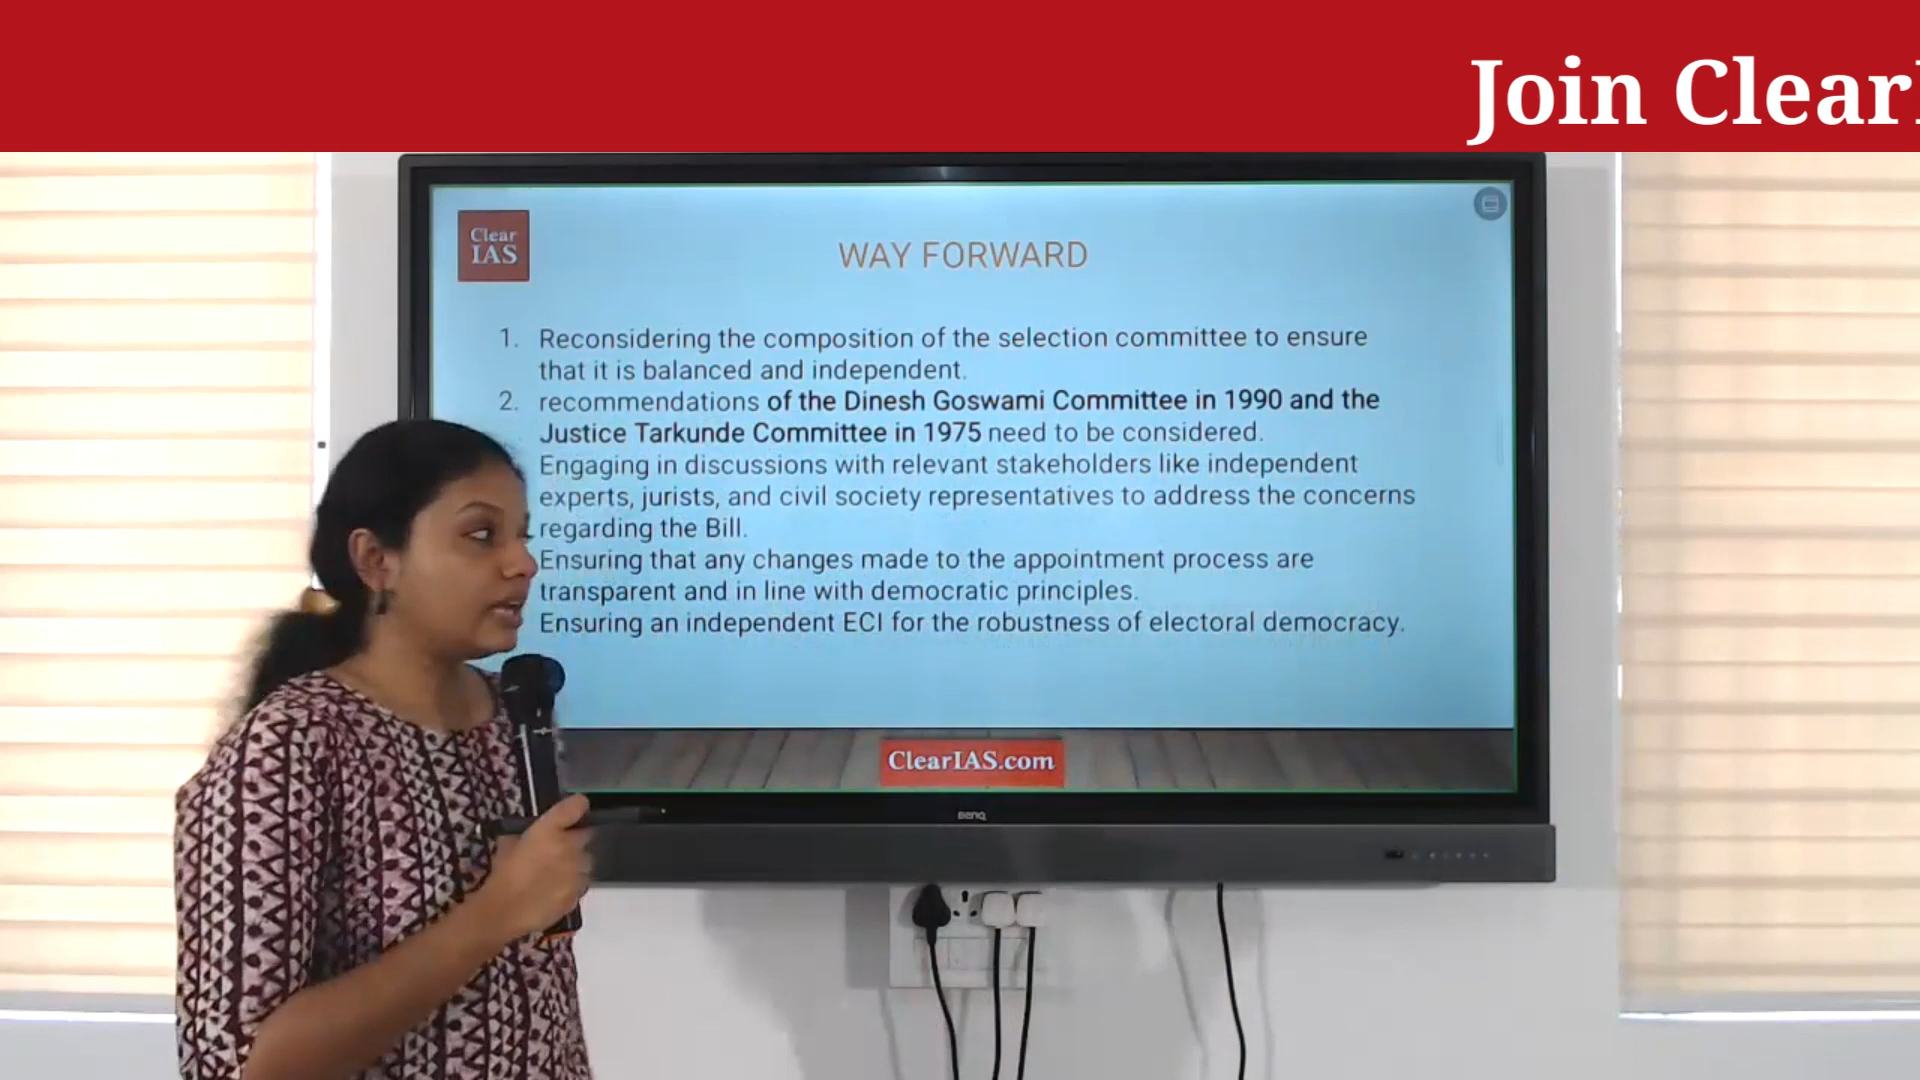 Join Clear
Clear
IAS
WAY FORWARD
1. Reconsidering the composition of the selection committee to ensure
that it is balanced and independent.
2. recommendations of the Dinesh Goswami Committee in 1990 and the
Justice Tarkunde Committee in 1975 need to be considered.
Engaging in discussions with relevant stakeholders like independent
experts, jurists, and civil society representatives to address the concerns
regarding the Bill.
Ensuring that any changes made to the appointment process are
transparent and in line with democratic principles.
Ensuring an independent ECI for the robustness of electoral democracy.
ClearIAS.com
BenQ